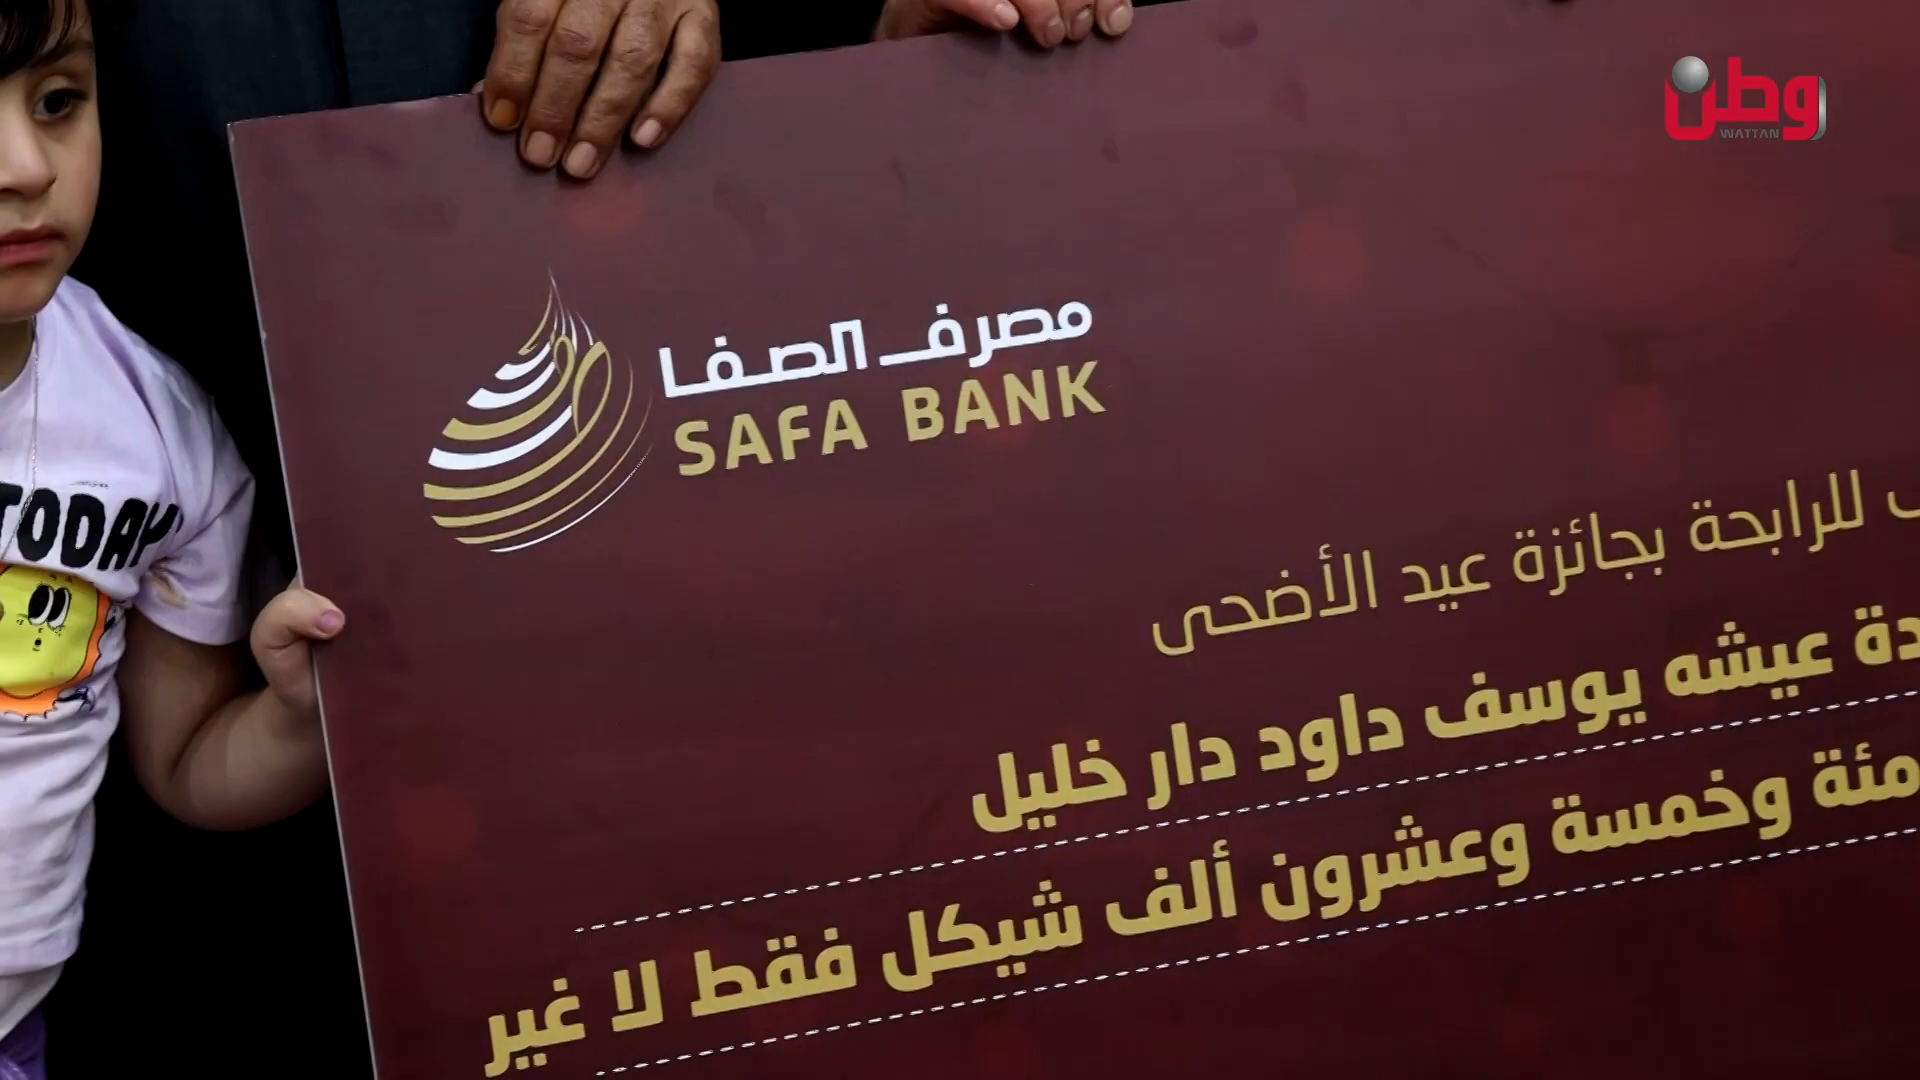 وطن
WATTAN
مصرف الصفا
SAFA BANK
للرابحة بجائزة عيد الأضحى
عيشه يوسف داود دار خليل
مئة وخمسة وعشرون ألف شيكل فقط لا غير
TODAY